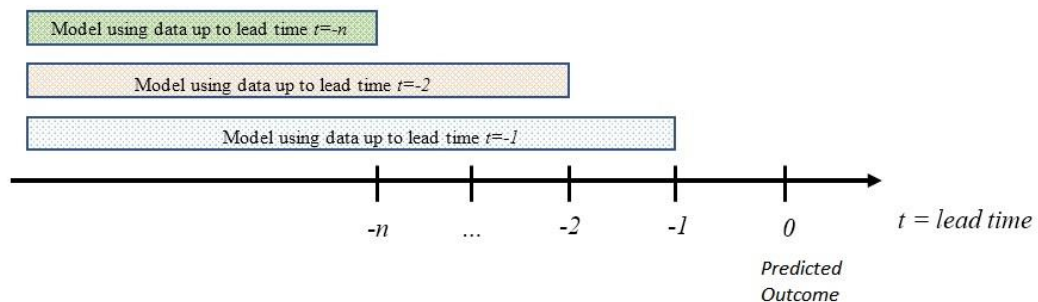 Model using data up to lead time t=-n
Model using data up to lead time t=-2
Model using data up to lead time t=-1
-n ... -2 -1 0 t = lead time
Predicted
Outcome